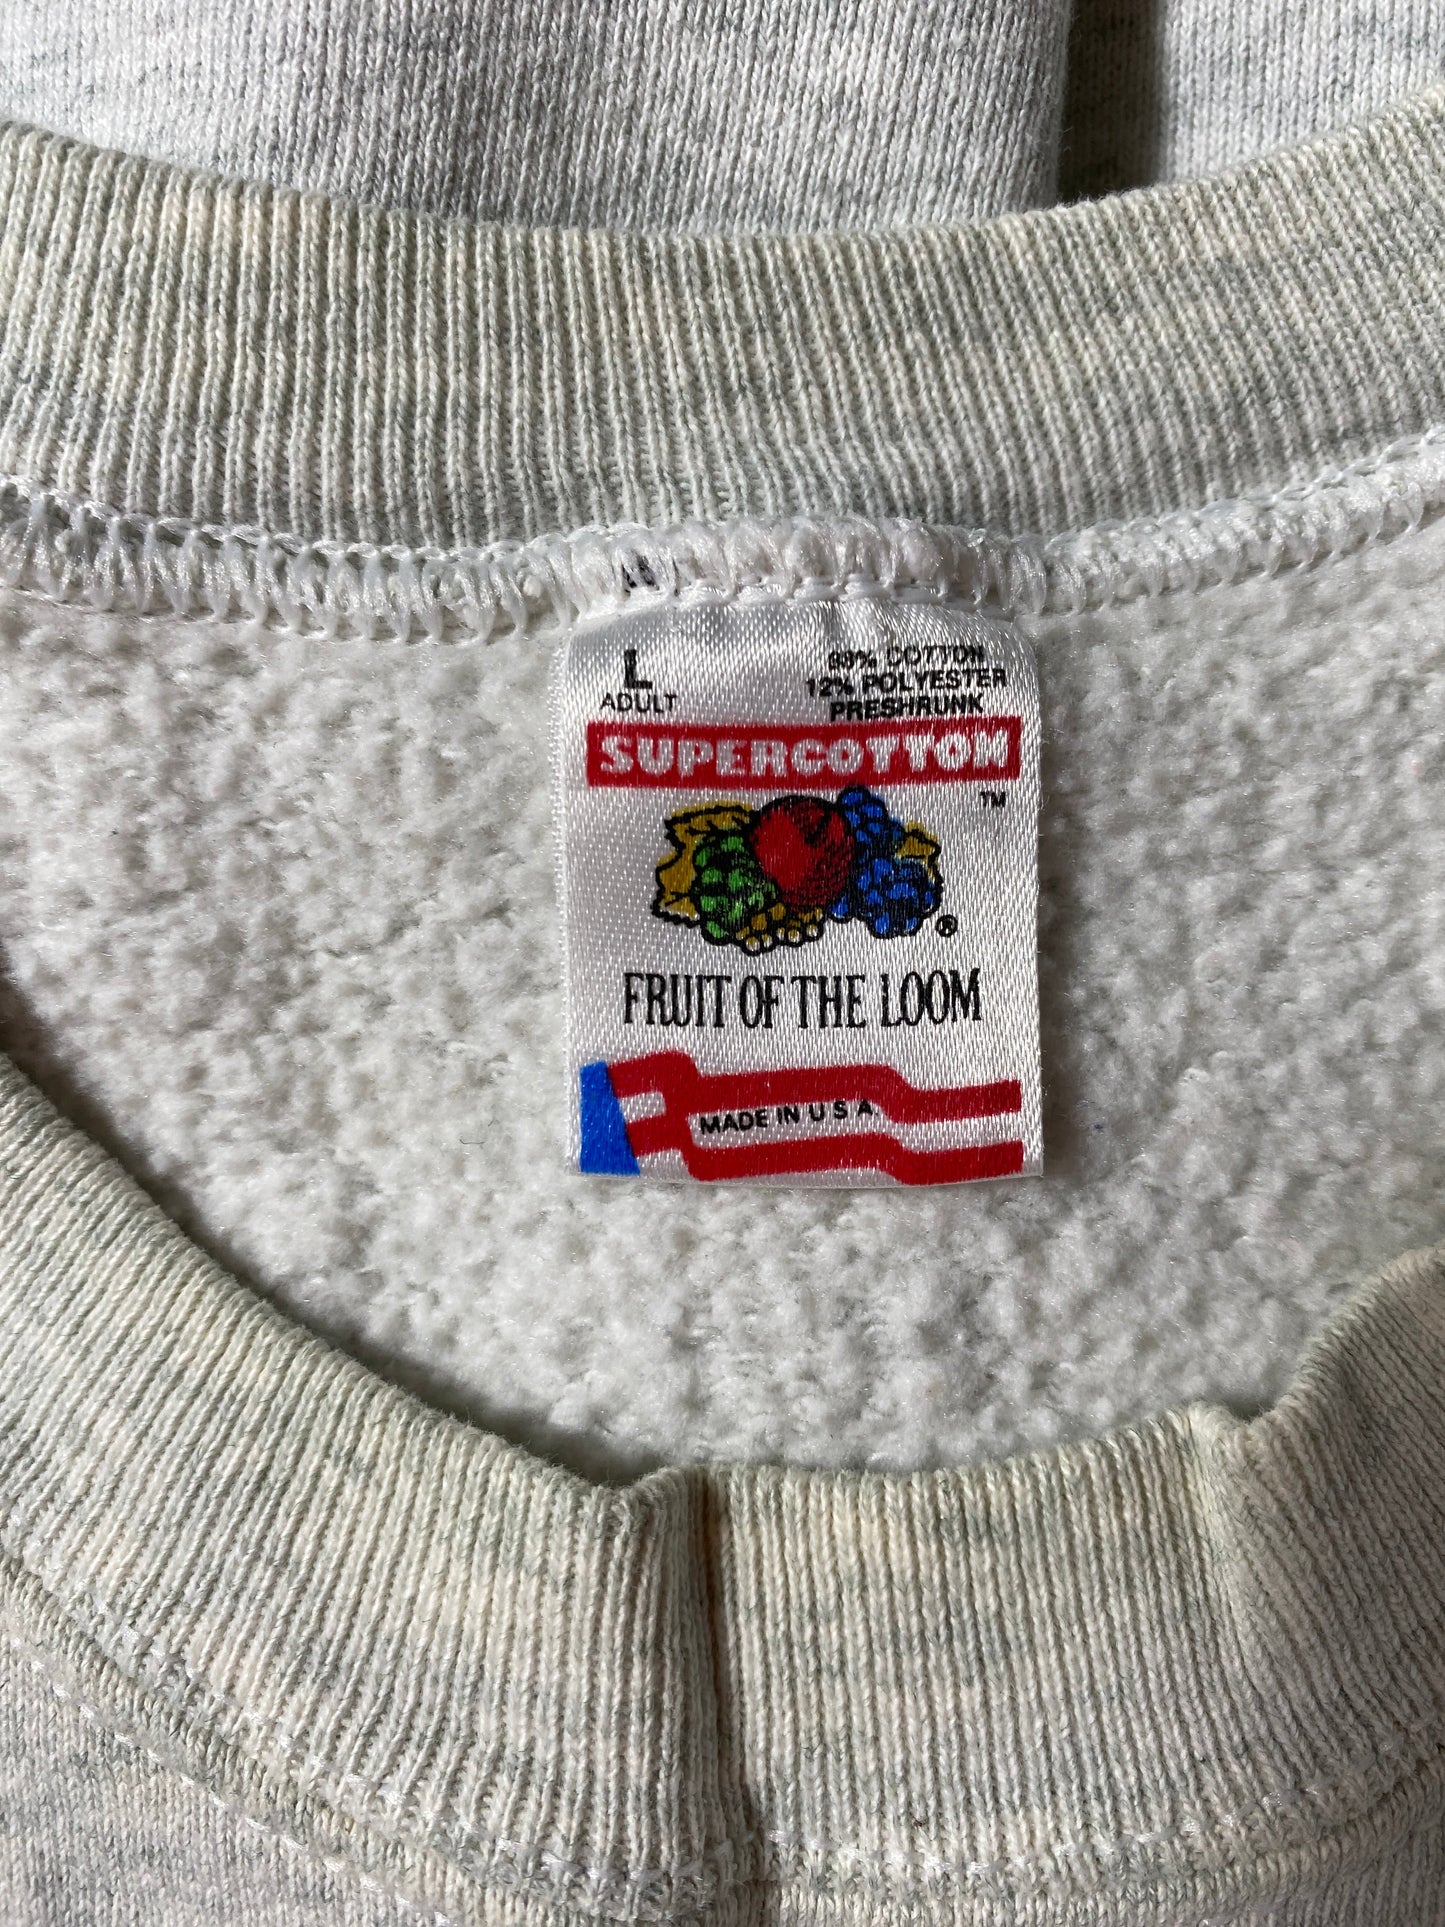 L
ADULT
88% COTTON
12% POLYESTER
PRESHRUNK
SUPERCOTTON
TM
®
FRUIT OF THE LOOM
MADE IN U S A.